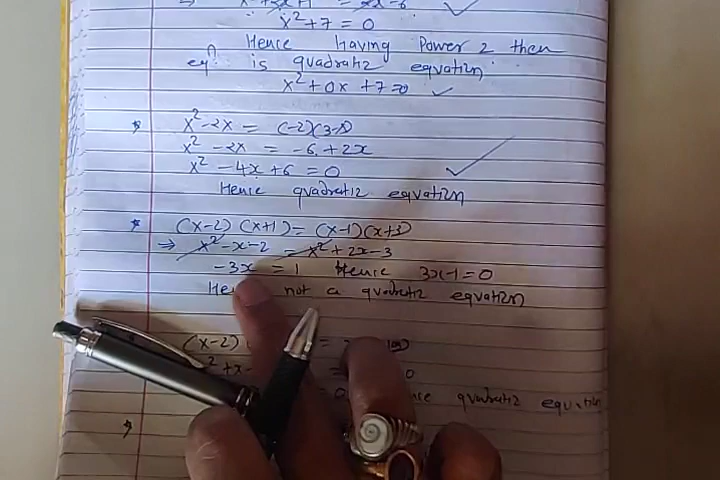 x²+7 = 0
Hence having Power 2 then
eqⁿ. is quadratic equation.
x²+0x+7=0
x²-2x = (-2)(3-x)
x² -2x = -6+2x
x² -4x+6 = 0
Hence quadratic equation
(x-2)(x+1) = (x-1)(x+3)
⇒ x²-x-2 = x²+2x-3
-3x = 1 Hence 3x-1=0
not a quadratic equation
(x-2) =
²+x- = 0
quadratic equation